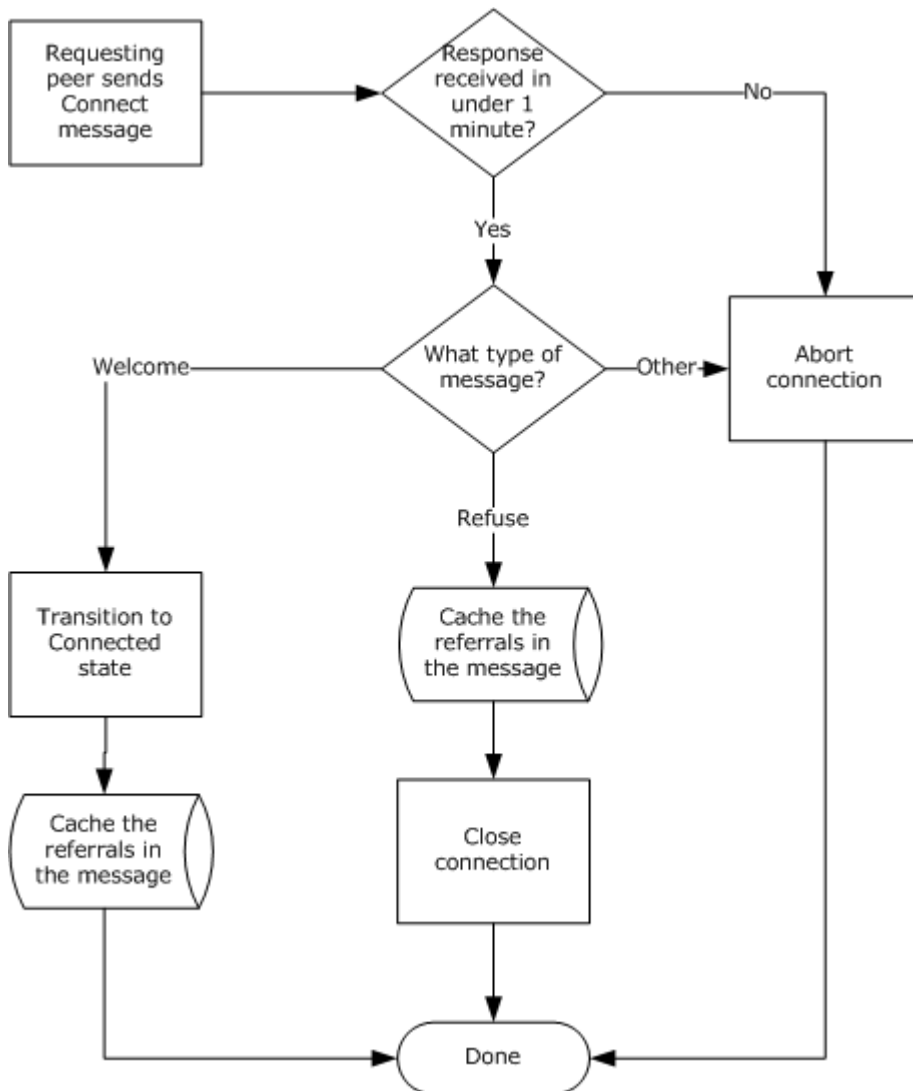 Requesting
peer sends
Connect
message
Response
received in
under 1
minute?
No
Yes
Welcome
What type of
message?
Other
Abort
connection
Refuse
Transition to
Connected
state
Cache the
referrals in
the message
Cache the
referrals in
the message
Close
connection
Done